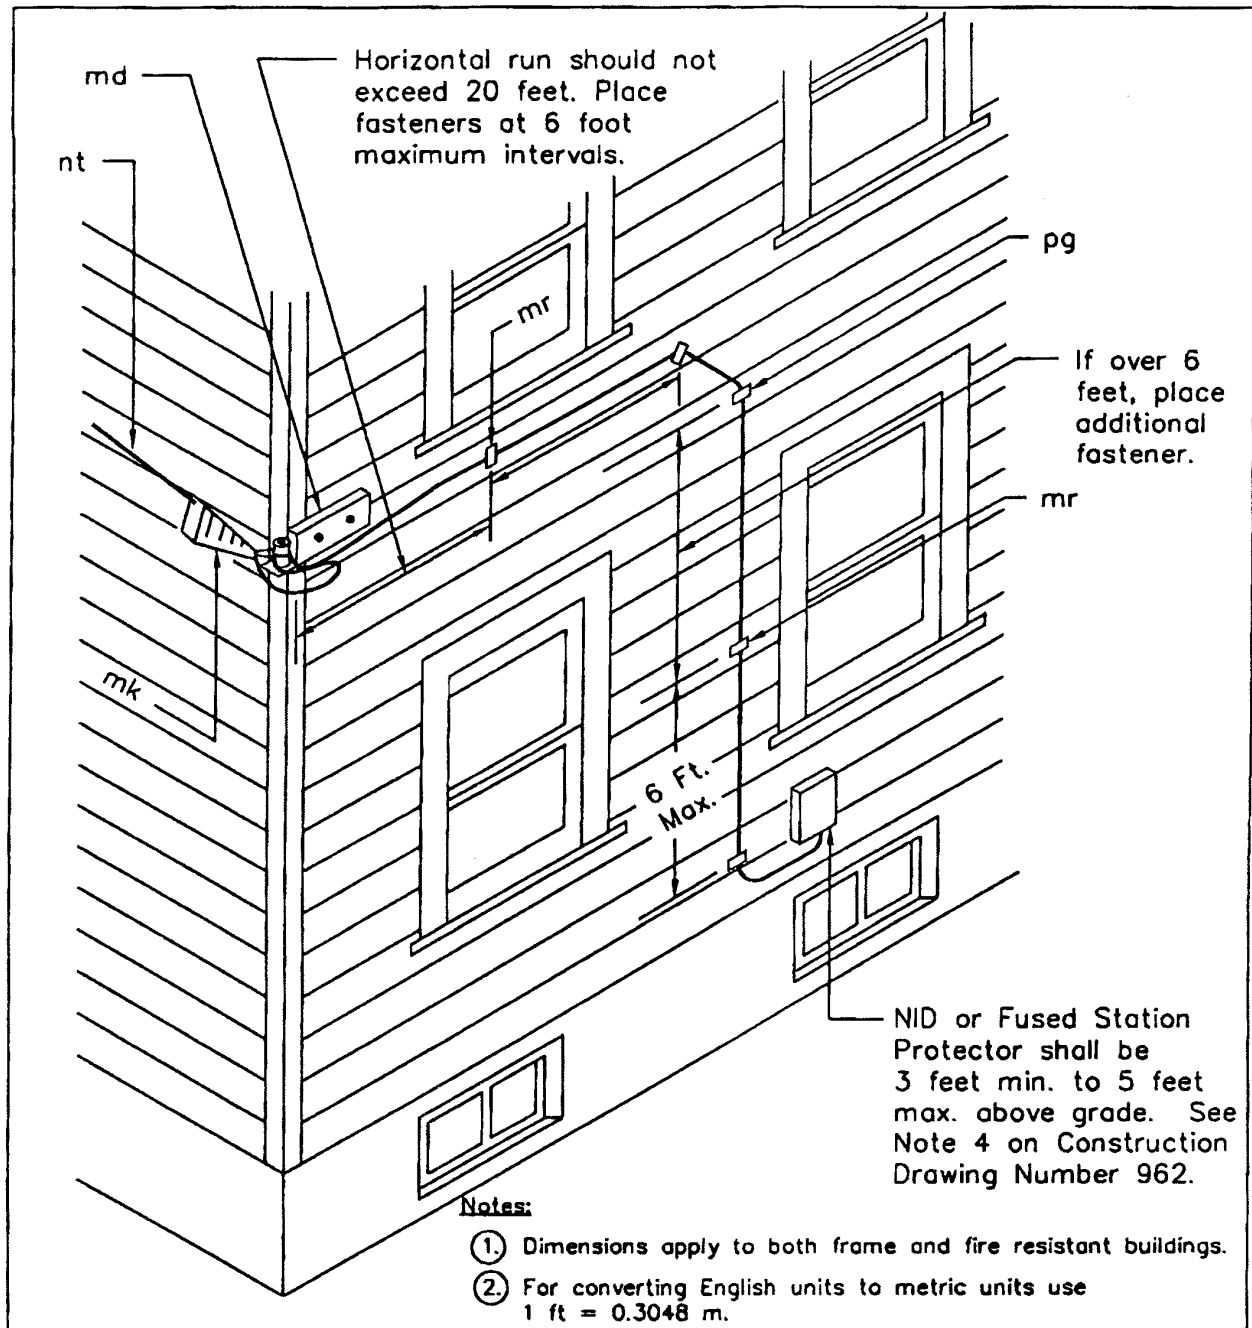 md
Horizontal run should not
exceed 20 feet. Place
fasteners at 6 foot
maximum intervals.
nt
pg
mr
If over 6
feet, place
additional
fastener.
mr
mk
6 Ft.
Max.
NID or Fused Station
Protector shall be
3 feet min. to 5 feet
max. above grade. See
Note 4 on Construction
Drawing Number 962.
Notes:
1. Dimensions apply to both frame and fire resistant buildings.
2. For converting English units to metric units use
1 ft = 0.3048 m.